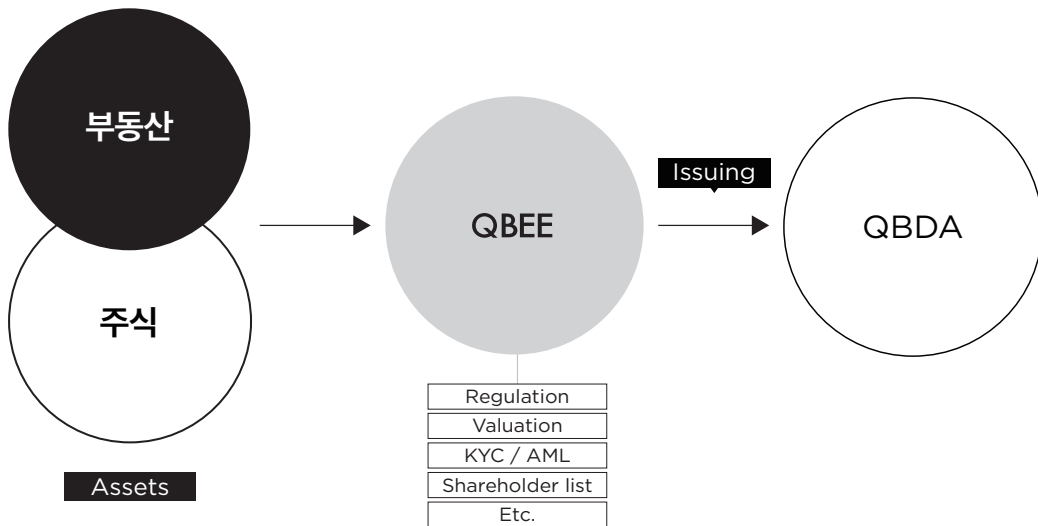 부동산
주식
Assets
QBEE
Regulation
Valuation
KYC / AML
Shareholder list
Etc.
Issuing
QBDA